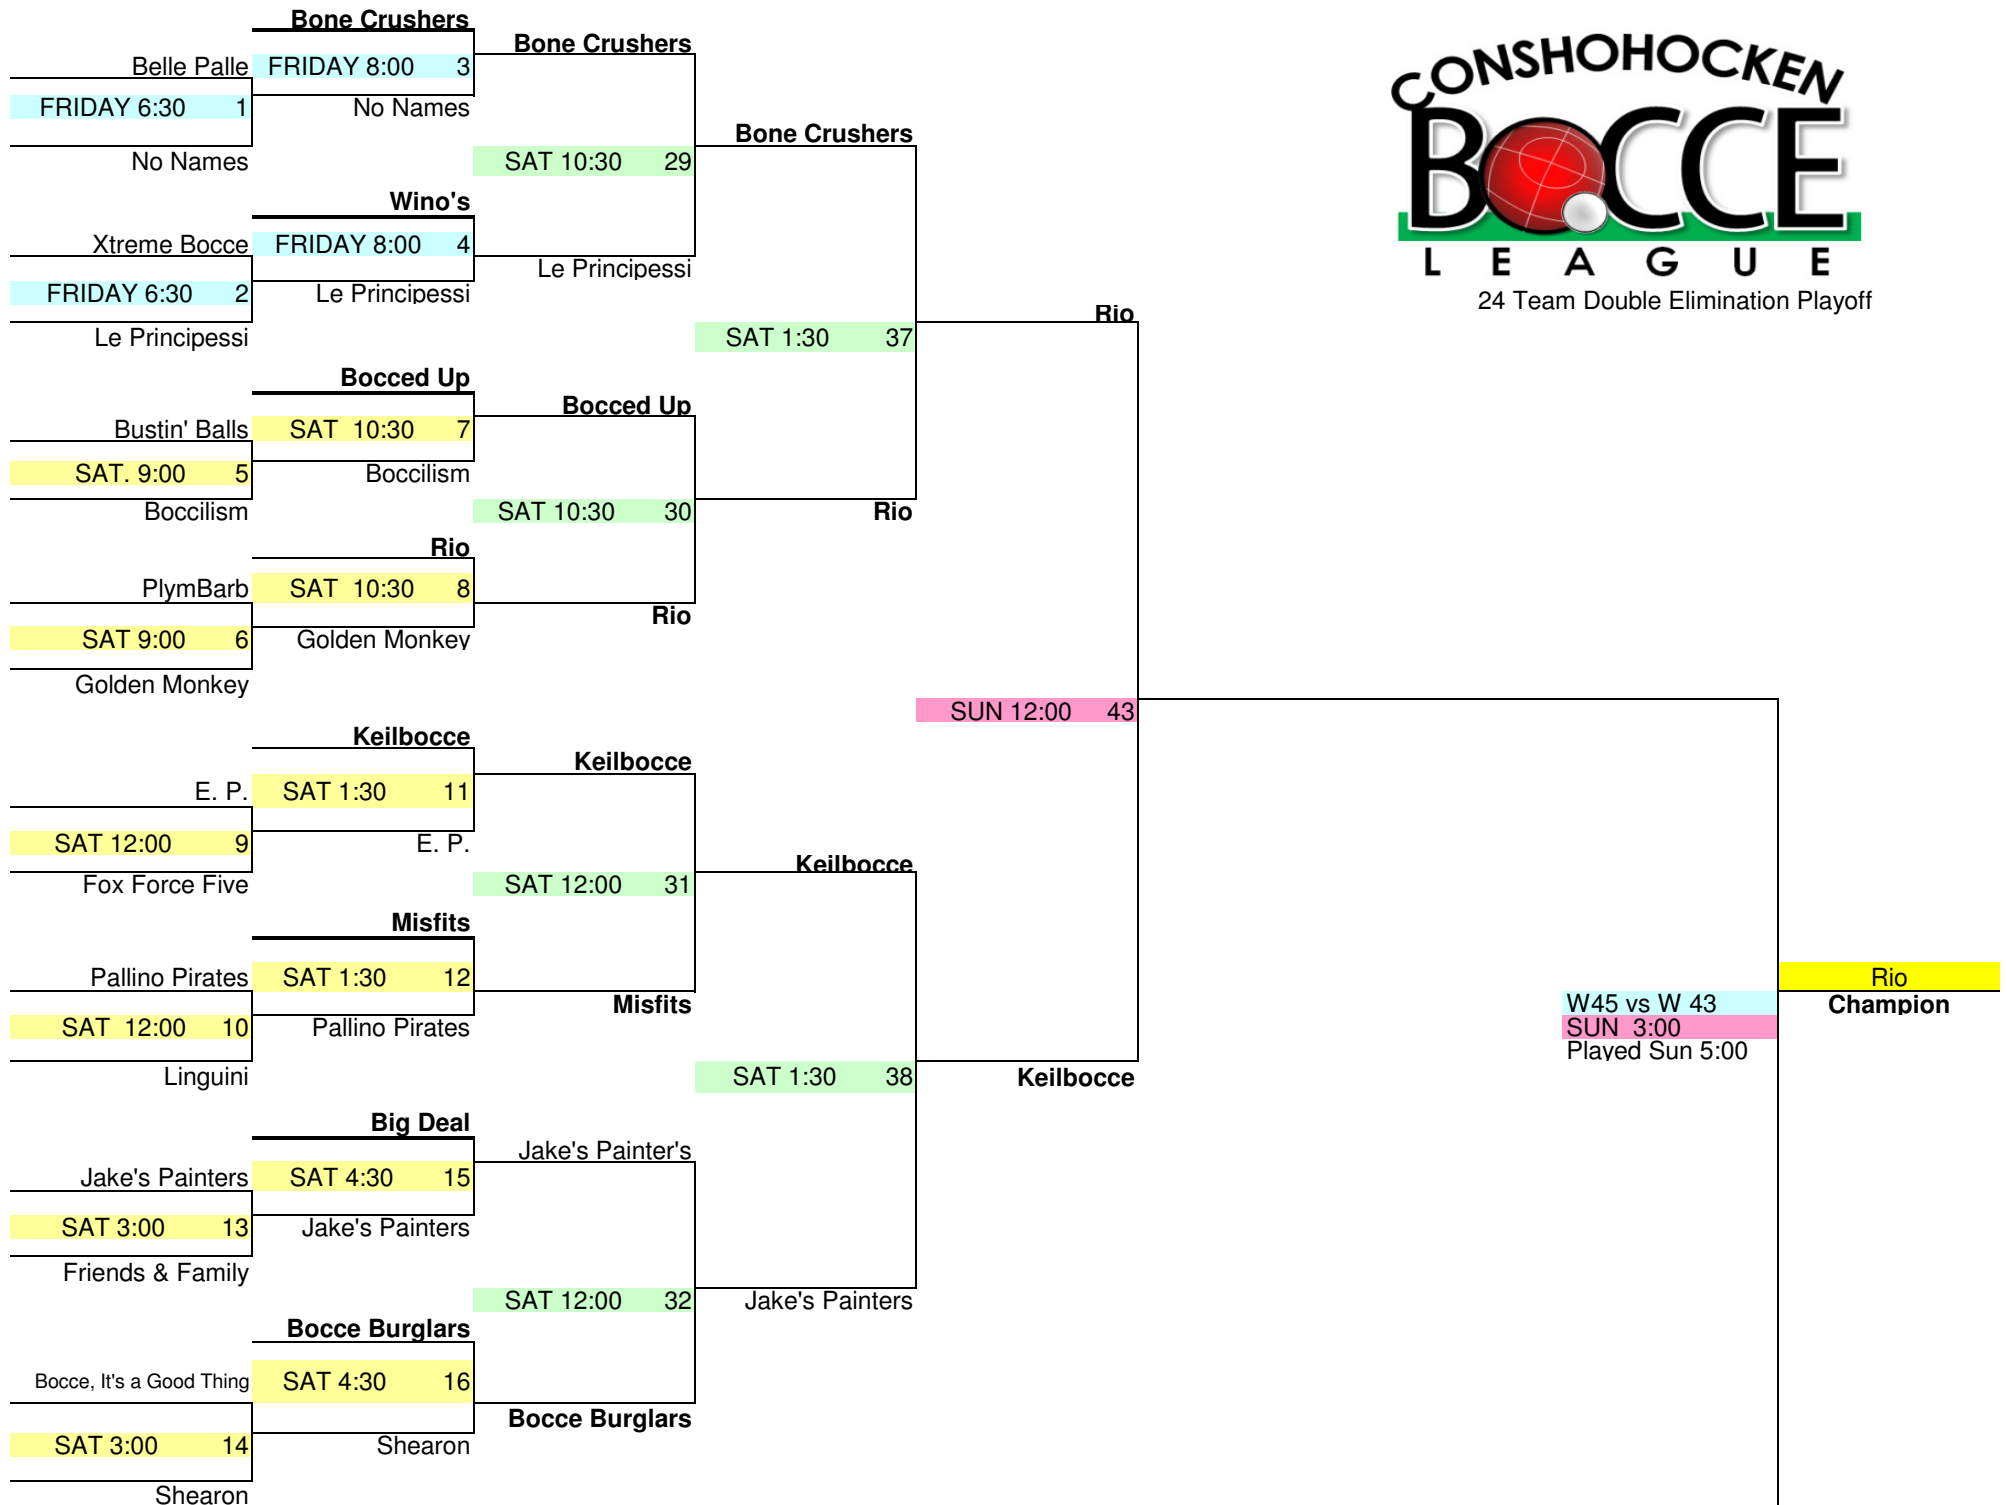 Bone Crushers
Bone Crushers
Belle Palle FRIDAY 8:00 3
FRIDAY 6:30 1 No Names
No Names
Bone Crushers
SAT 10:30 29
Wino's
Xtreme Bocce FRIDAY 8:00 4
Le Principessi
FRIDAY 6:30 2 Le Principessi
Le Principessi
CONSHOHOCKEN
BOCCE
LEAGUE
24 Team Double Elimination Playoff
Rio
SAT 1:30 37
Bocced Up
Bocced Up
Bustin' Balls SAT 10:30 7
SAT. 9:00 5 Boccilism
Boccilism
SAT 10:30 30 Rio
Rio
PlymBarb SAT 10:30 8
Rio
SAT 9:00 6 Golden Monkey
Golden Monkey
SUN 12:00 43
Keilbocce
Keilbocce
E. P. SAT 1:30 11
SAT 12:00 9 E. P.
Keilbocce
Fox Force Five
SAT 12:00 31
Misfits
Pallino Pirates SAT 1:30 12
Misfits
SAT 12:00 10 Pallino Pirates
Linguini
Rio
Champion
W45 vs W 43
SUN 3:00
Played Sun 5:00
SAT 1:30 38 Keilbocce
Big Deal
Jake's Painter's
Jake's Painters SAT 4:30 15
SAT 3:00 13 Jake's Painters
Friends & Family
SAT 12:00 32 Jake's Painters
Bocce Burglars
Bocce, It's a Good Thing SAT 4:30 16
Bocce Burglars
SAT 3:00 14 Shearon
Shearon